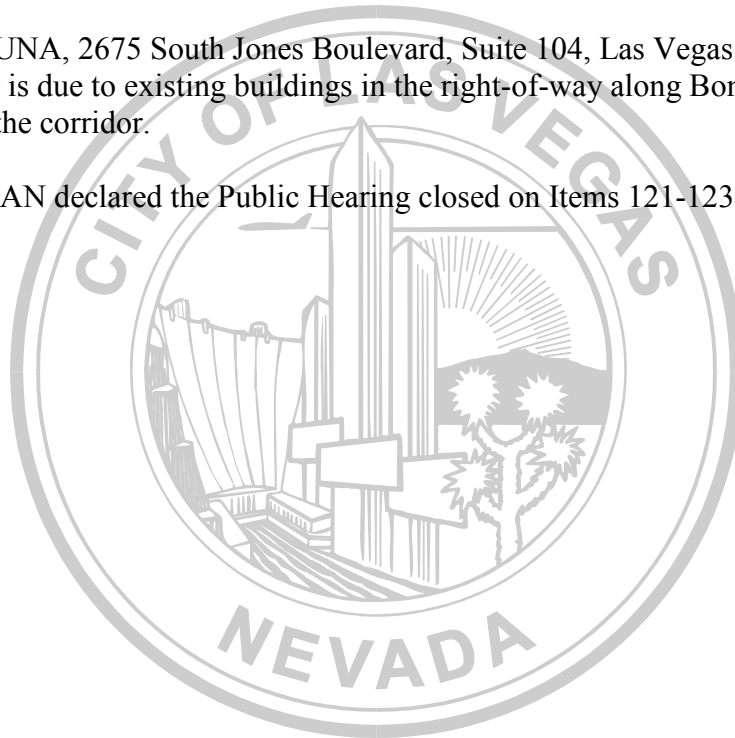 UNA, 2675 South Jones Boulevard, Suite 104, Las Vegas
is due to existing buildings in the right-of-way along
the corridor.
AN declared the Public Hearing closed on Items 121-123
CITY OF LAS VEGAS
NEVADA